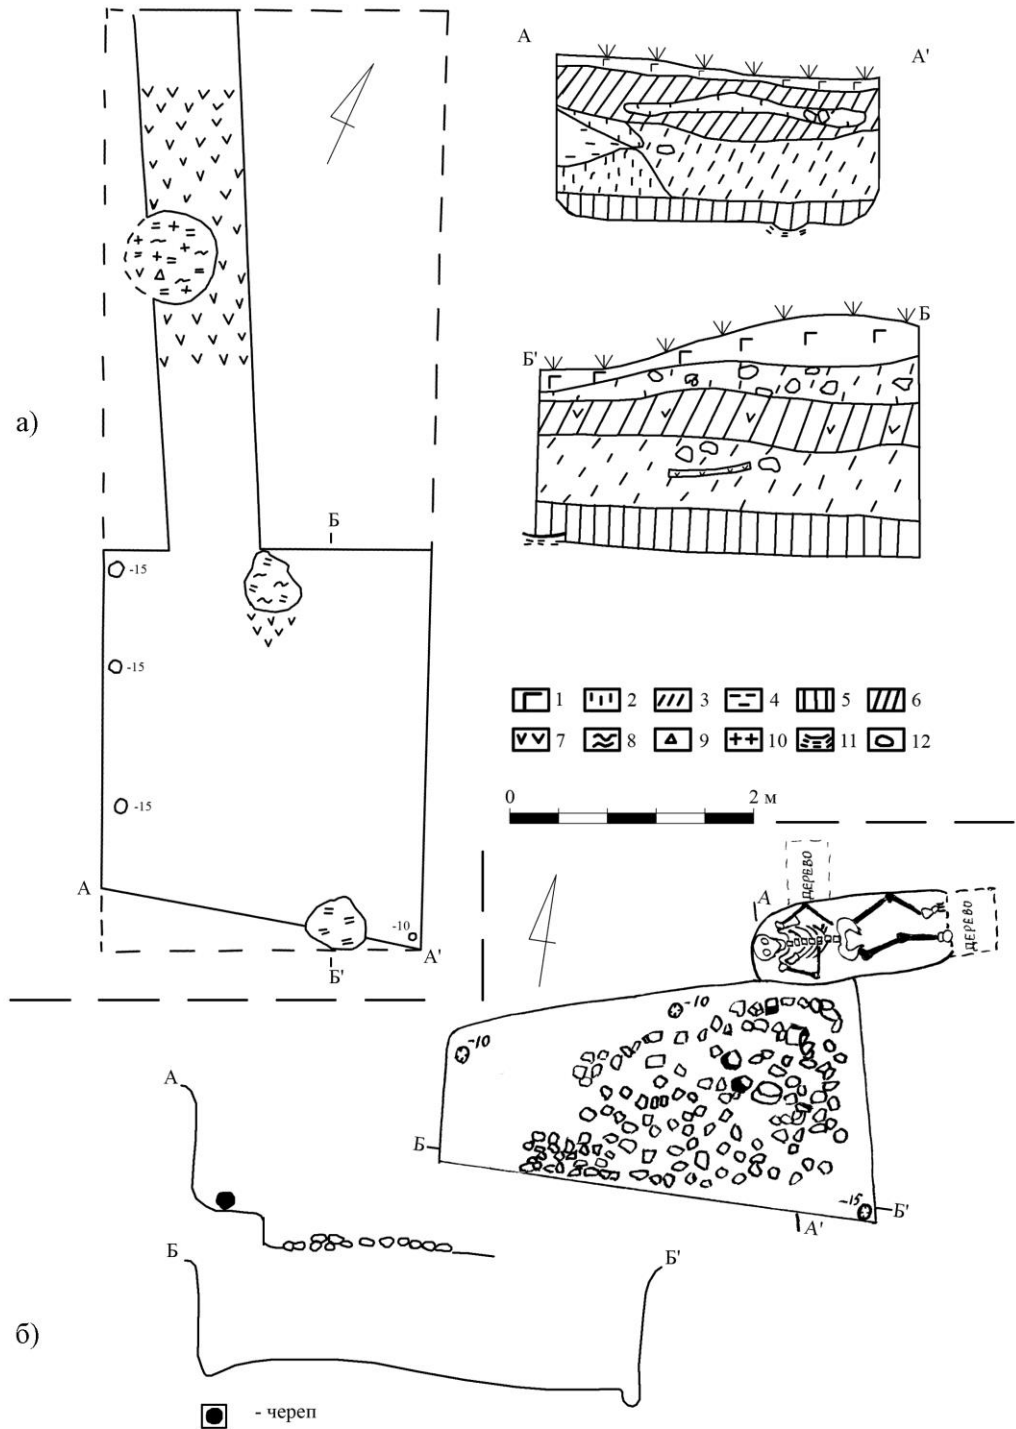 А
А'
Б
Б'
а)
Б
-15
-15
-15
А
-10
А'
Б'
1 2 3 4 5 6
7 8 9 10 11 12
0 2 м
ДЕРЕВО
А
ДЕРЕВО
-10
-10
А
Б
-15
Б'
А'
Б
Б'
б)
- череп